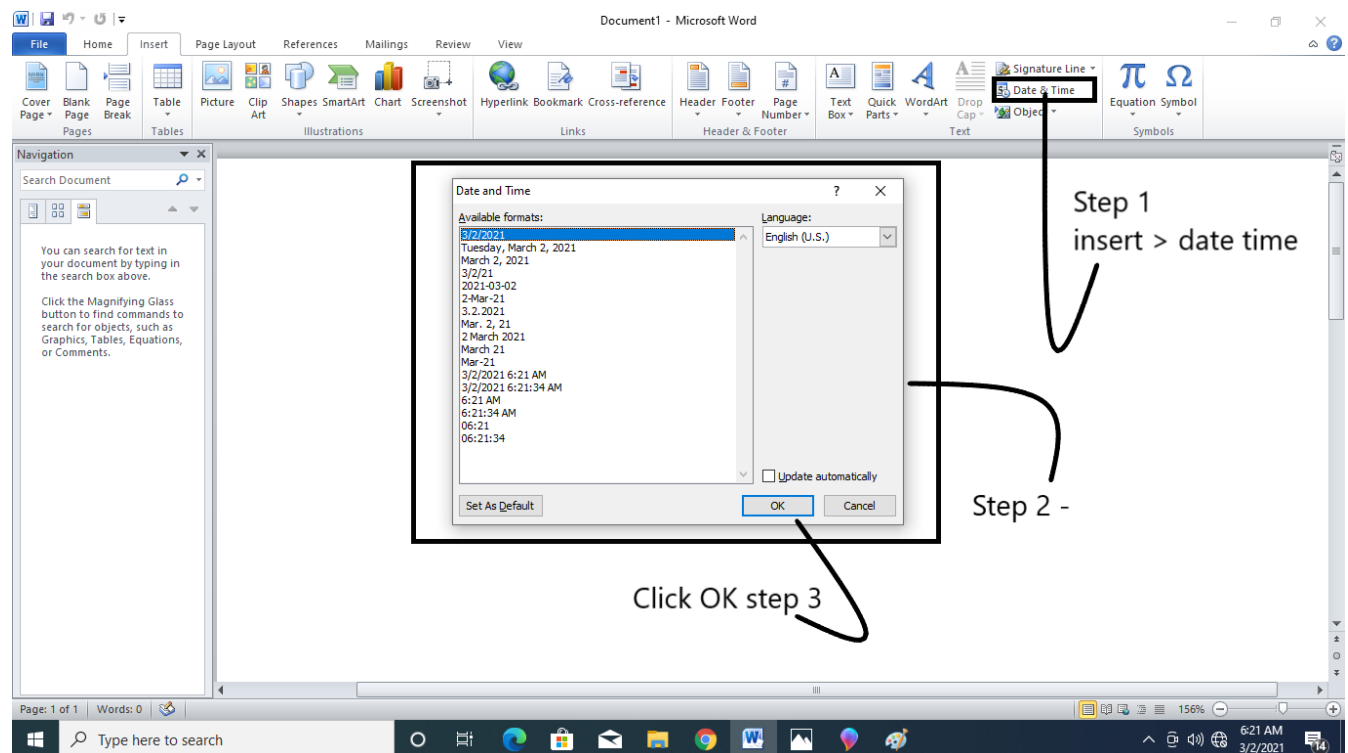 Document1 - Microsoft Word
File Home Insert Page Layout References Mailings Review View
Cover Page Blank Page Page Break Table Picture Clip Art Shapes SmartArt Chart Screenshot Hyperlink Bookmark Cross-reference Header Footer Page Number Text Box Quick Parts WordArt Drop Cap Equation Symbol
Signature Line
Date & Time
Object
Pages Tables Illustrations Links Header & Footer Text Symbols
Navigation
Search Document
You can search for text in
your document by typing in
the search box above.
Click the Magnifying Glass
button to find commands to
search for objects, such as
Graphics, Tables, Equations,
or Comments.
Date and Time
Available formats:
3/2/2021
Tuesday, March 2, 2021
March 2, 2021
3/2/21
2021-03-02
2-Mar-21
3.2.2021
Mar. 2, 21
2 March 2021
March 21
Mar-21
3/2/2021 6:21 AM
3/2/2021 6:21:34 AM
6:21 AM
6:21:34 AM
06:21
06:21:34
Language:
English (U.S.)
Update automatically
Set As Default
OK
Cancel
Step 1
insert > date time
Step 2 -
Click OK step 3
Page: 1 of 1 Words: 0
156%
Type here to search
6:21 AM
3/2/2021
14